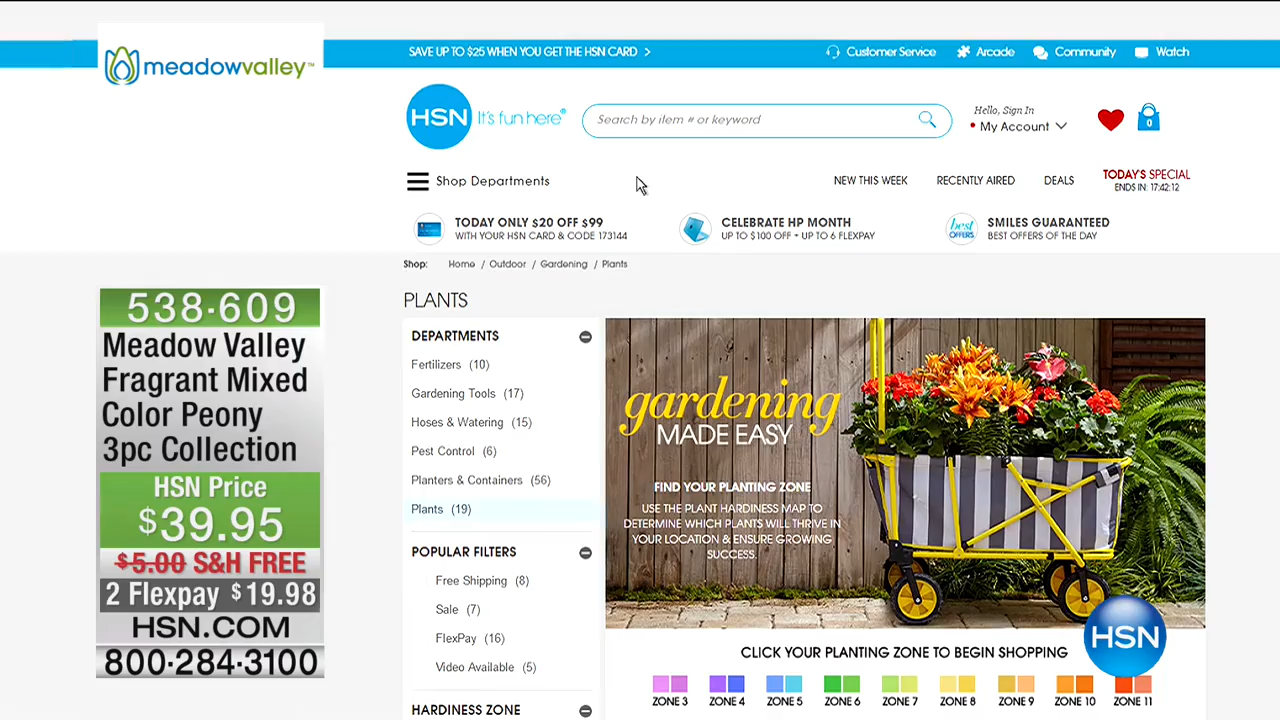 meadowvalley™
SAVE UP TO $25 WHEN YOU GET THE HSN CARD >
Customer Service
Arcade
Community
Watch
HSN It's fun here®
Search by item # or keyword
Hello, Sign In
My Account
0
Shop Departments
NEW THIS WEEK
RECENTLY AIRED
DEALS
TODAY'S SPECIAL
ENDS IN: 17:42:12
TODAY ONLY $20 OFF $99
WITH YOUR HSN CARD & CODE 173144
CELEBRATE HP MONTH
UP TO $100 OFF + UP TO 6 FLEXPAY
best
OFFERS
SMILES GUARANTEED
BEST OFFERS OF THE DAY
Shop: Home / Outdoor / Gardening / Plants
538-609
Meadow Valley
Fragrant Mixed
Color Peony
3pc Collection
HSN Price
$39.95
$5.00 S&H FREE
2 Flexpay $19.98
HSN.COM
800-284-3100
PLANTS
DEPARTMENTS
Fertilizers (10)
Gardening Tools (17)
Hoses & Watering (15)
Pest Control (6)
Planters & Containers (56)
Plants (19)
POPULAR FILTERS
Free Shipping (8)
Sale (7)
FlexPay (16)
Video Available (5)
HARDINESS ZONE
gardening
MADE EASY
FIND YOUR PLANTING ZONE
USE THE PLANT HARDINESS MAP TO
DETERMINE WHICH PLANTS WILL THRIVE IN
YOUR LOCATION & ENSURE GROWING
SUCCESS.
HSN
CLICK YOUR PLANTING ZONE TO BEGIN SHOPPING
ZONE 3
ZONE 4
ZONE 5
ZONE 6
ZONE 7
ZONE 8
ZONE 9
ZONE 10
ZONE 11